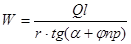 W = Ql / (r · tg(α + φnp))